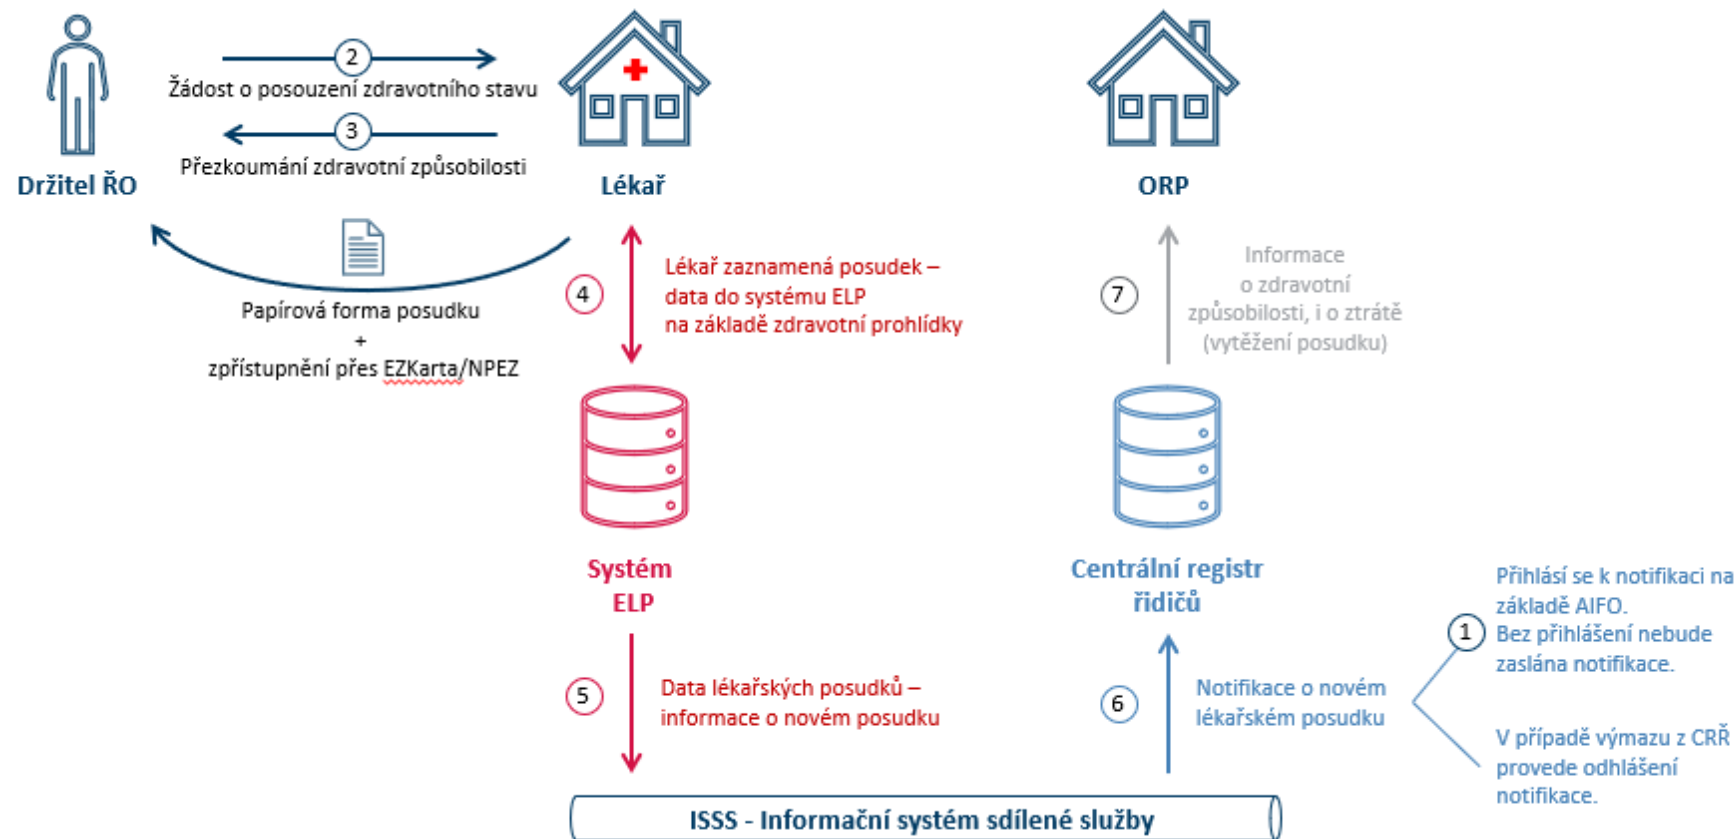 2
Žádost o posouzení zdravotního stavu
3
Přezkoumání zdravotní způsobilosti
Držitel ŘO
Lékař
ORP
Papírová forma posudku
+
zpřístupnění přes EZKarta/NPEZ
4
Lékař zaznamená posudek –
data do systému ELP
na základě zdravotní prohlídky
7
Informace
o zdravotní
způsobilosti, i o ztrátě
(vytěžení posudku)
Systém
ELP
Centrální registr
řidičů
5
Data lékařských posudků –
informace o novém posudku
6
Notifikace o novém
lékařském posudku
1
Přihlásí se k notifikaci na
základě AIFO.
Bez přihlášení nebude
zaslána notifikace.
V případě výmazu z CRŘ
provede odhlášení
notifikace.
ISSS - Informační systém sdílené služby